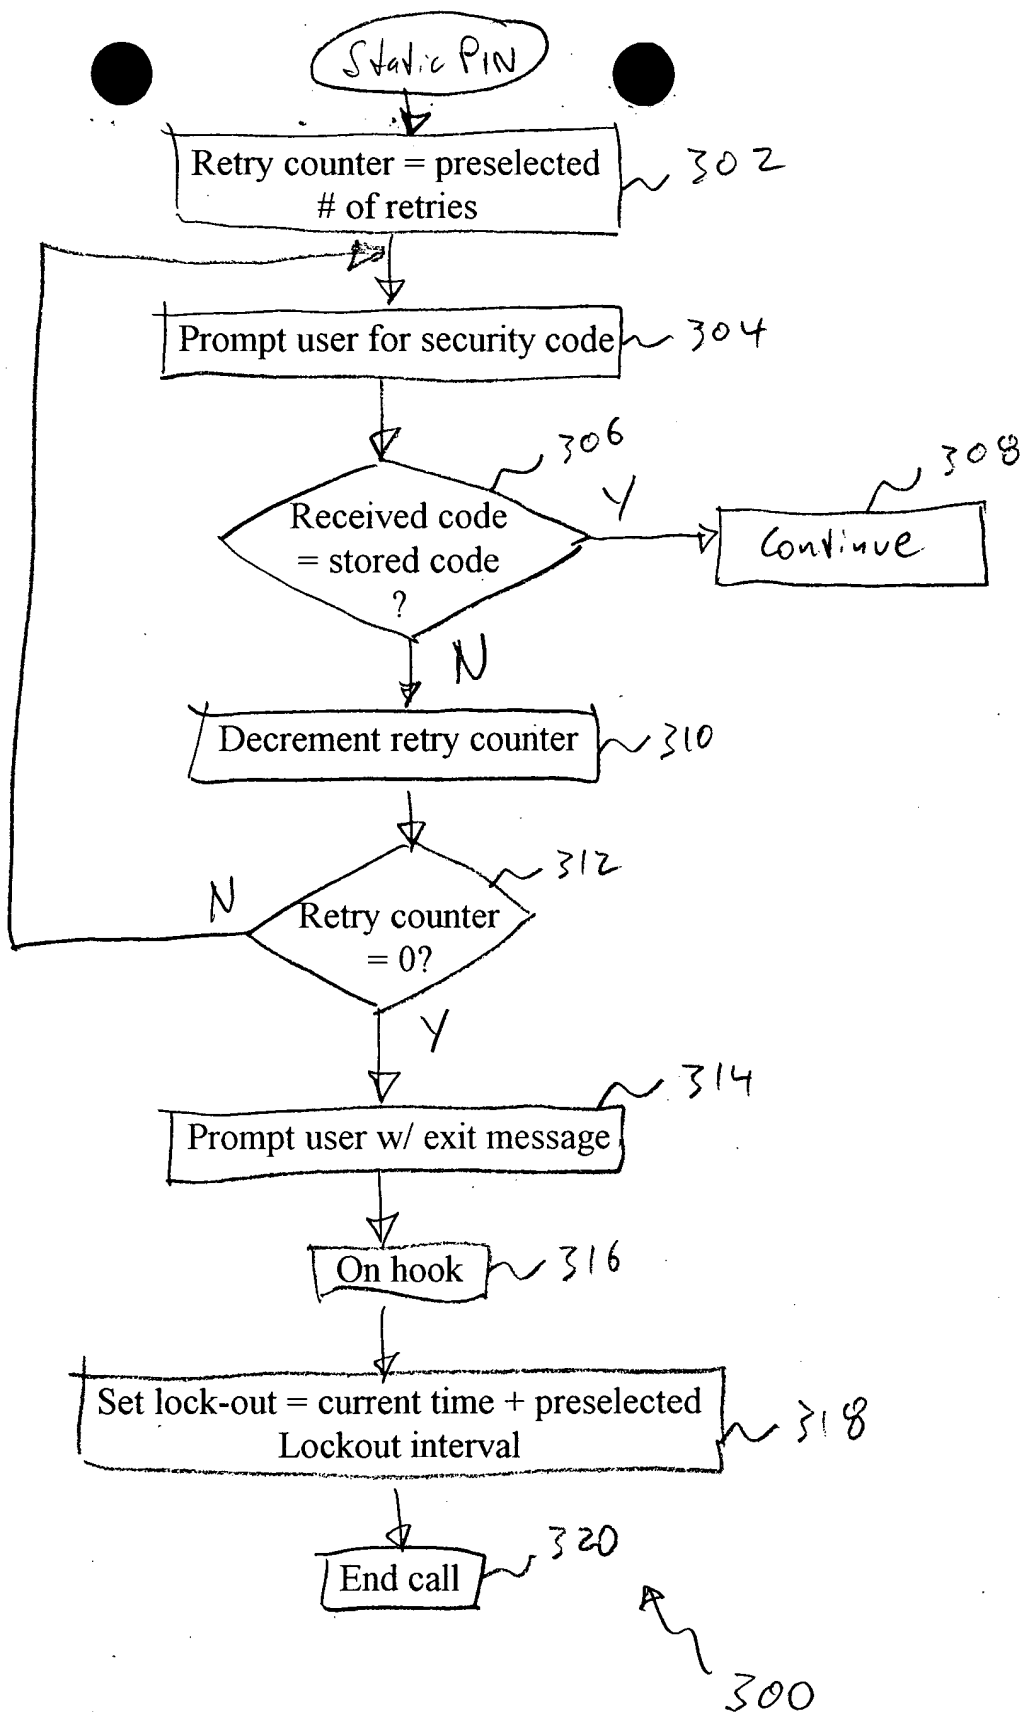 Static PIN
Retry counter = preselected
# of retries
302
Prompt user for security code
304
306
Received code
= stored code
?
Y
308
Continue
N
Decrement retry counter
310
312
N
Retry counter
= 0?
Y
314
Prompt user w/ exit message
On hook
316
Set lock-out = current time + preselected
Lockout interval
318
320
End call
300